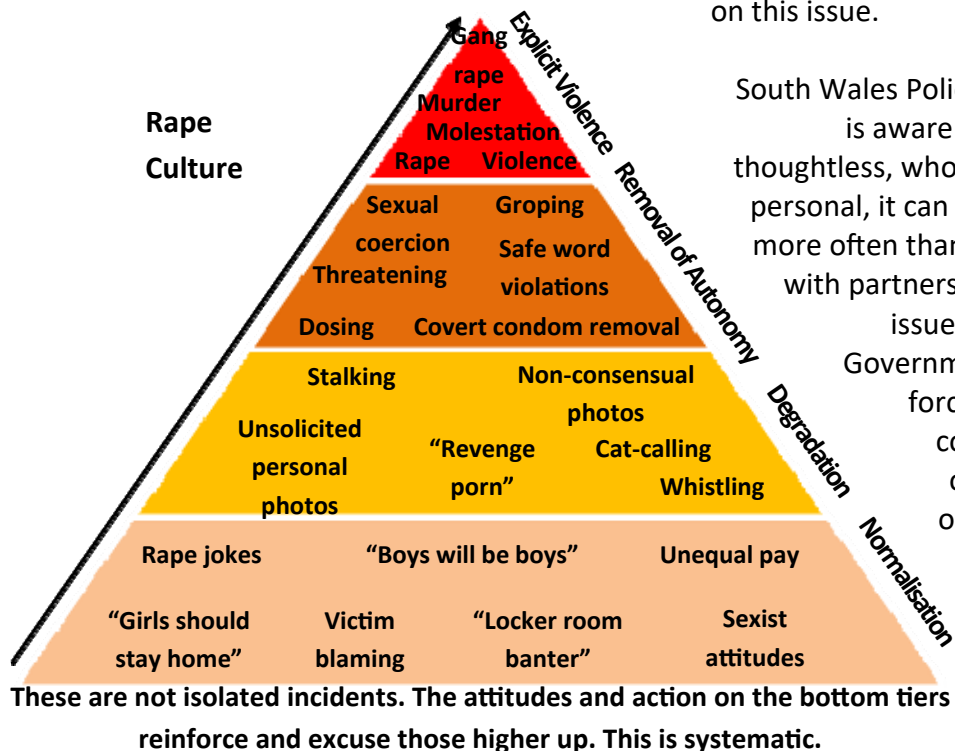 on this issue.
South Wales Polic
is aware
thoughtless, who
personal, it can
more often than
with partners
issue
Governm
forc
co
c
o
Rape
Culture
Gang
rape
Murder
Molestation
Rape Violence
Explicit Violence
Sexual Groping
coercion Safe word
Threatening violations
Dosing Covert condom removal
Removal of Autonomy
Stalking Non-consensual
photos
Unsolicited
personal
photos
“Revenge
porn”
Cat-calling
Whistling
Degradation
Rape jokes “Boys will be boys” Unequal pay
“Girls should Victim “Locker room Sexist
stay home” blaming banter” attitudes
Normalisation
These are not isolated incidents. The attitudes and action on the bottom tiers
reinforce and excuse those higher up. This is systematic.